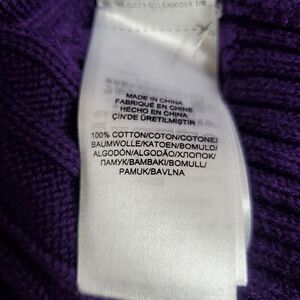 MADE IN CHINA
FABRIQUÉ EN CHINE
HECHO EN CHINA
ÇIN'DE ÜRETILMIŞTIR
100% COTTON/COTON/COTONE/
BAUMWOLLE/KATOEN/BOMULD/
ALGODÓN/ALGODÃO/ХЛОПОК/
ПАМУК/BAMBAKI/BOMULL/
PAMUK/BAVLNA